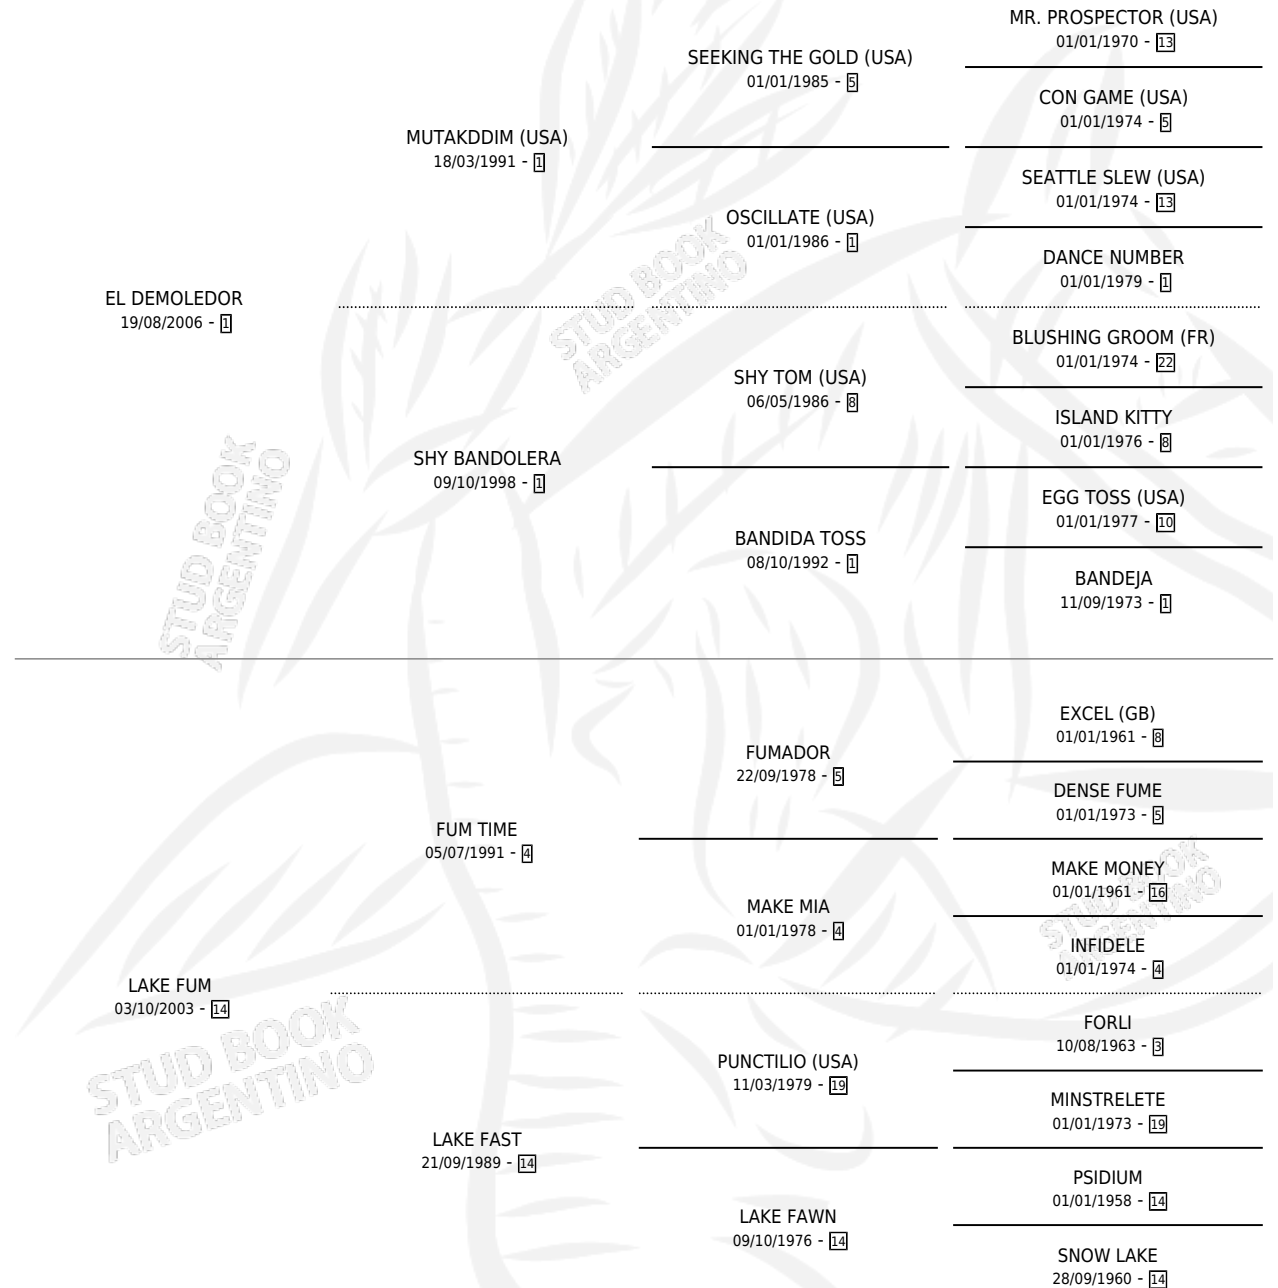 MR. PROSPECTOR (USA)
01/01/1970 - 13
SEEKING THE GOLD (USA)
01/01/1985 - 5
CON GAME (USA)
01/01/1974 - 5
MUTAKDDIM (USA)
18/03/1991 - 1
SEATTLE SLEW (USA)
01/01/1974 - 13
OSCILLATE (USA)
01/01/1986 - 1
DANCE NUMBER
01/01/1979 - 1
EL DEMOLEDOR
19/08/2006 - 1
BLUSHING GROOM (FR)
01/01/1974 - 22
SHY TOM (USA)
06/05/1986 - 8
ISLAND KITTY
01/01/1976 - 8
SHY BANDOLERA
09/10/1998 - 1
EGG TOSS (USA)
01/01/1977 - 10
BANDIDA TOSS
08/10/1992 - 1
BANDEJA
11/09/1973 - 1
EXCEL (GB)
01/01/1961 - 8
FUMADOR
22/09/1978 - 5
DENSE FUME
01/01/1973 - 5
FUM TIME
05/07/1991 - 4
MAKE MONEY
01/01/1961 - 16
MAKE MIA
01/01/1978 - 4
INFIDELE
01/01/1974 - 4
LAKE FUM
03/10/2003 - 14
FORLI
10/08/1963 - 3
PUNCTILIO (USA)
11/03/1979 - 19
MINSTRELETE
01/01/1973 - 19
LAKE FAST
21/09/1989 - 14
PSIDIUM
01/01/1958 - 14
LAKE FAWN
09/10/1976 - 14
SNOW LAKE
28/09/1960 - 14
STUD BOOK
ARGENTINO
STUD BOOK
ARGENTINO
STUD BOOK
ARGENTINO
STUD BOOK
ARGENTINO